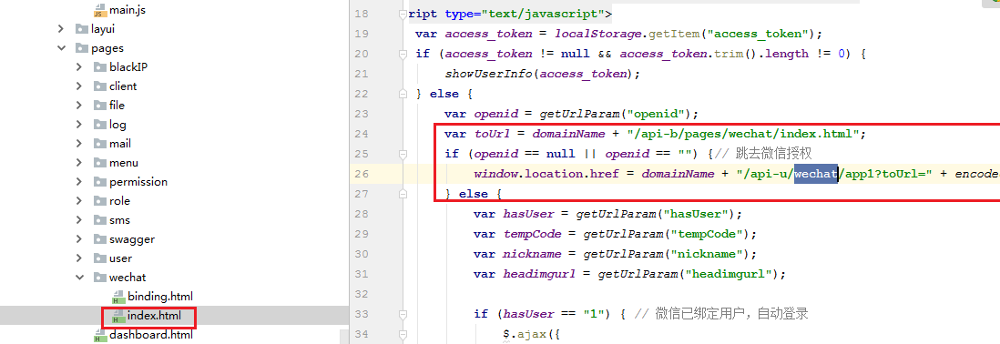 main.js
layui
pages
blackIP
client
file
log
mail
menu
permission
role
sms
swagger
user
wechat
binding.html
index.html
dashboard.html
18 ript type="text/javascript">
19 var access_token = localStorage.getItem("access_token");
20 if (access_token != null && access_token.trim().length != 0) {
21 showUserInfo(access_token);
22 } else {
23 var openid = getUrlParam("openid");
24 var toUrl = domainName + "/api-b/pages/wechat/index.html";
25 if (openid == null || openid == "") {// 跳去微信授权
26 window.location.href = domainName + "/api-u/wechat/app1?toUrl=" + encode
27 } else {
28 var hasUser = getUrlParam("hasUser");
29 var tempCode = getUrlParam("tempCode");
30 var nickname = getUrlParam("nickname");
31 var headimgurl = getUrlParam("headimgurl");
32
33 if (hasUser == "1") { // 微信已绑定用户，自动登录
34 $.ajax({